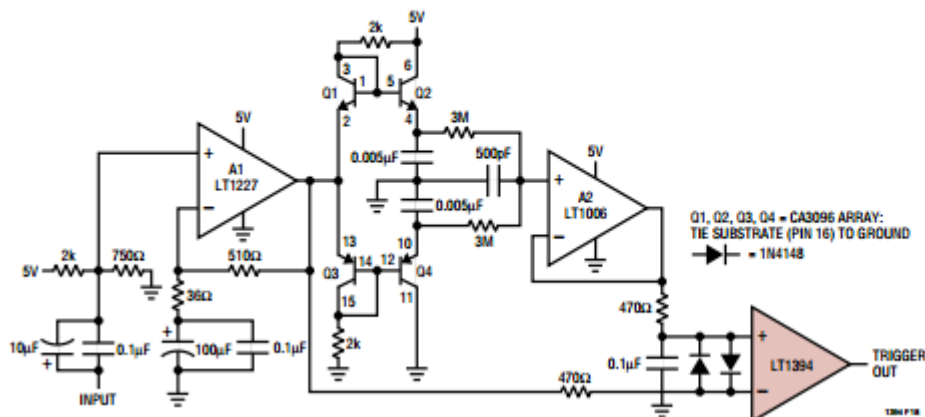 5V
2k
3
1
5
6
Q1
Q2
2
4
3M
5V
0.005µF
500pF
+
A1
LT1227
–
5V
+
A2
LT1006
–
0.005µF
3M
Q1, Q2, Q3, Q4 = CA3096 ARRAY:
TIE SUBSTRATE (PIN 16) TO GROUND
= 1N4148
13
14
12
10
Q3
Q4
15
11
2k
5V
2k
750Ω
510Ω
36Ω
10µF
+
0.1µF
+
100µF
0.1µF
INPUT
470Ω
470Ω
0.1µF
+
LT1394
–
TRIGGER
OUT
1394 F18